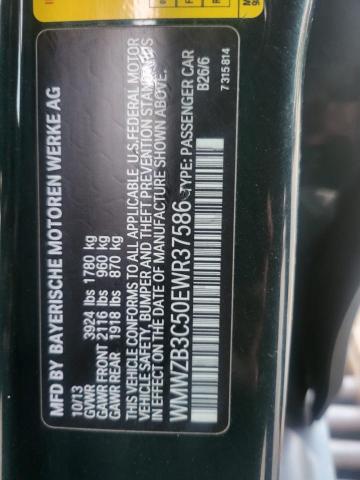 MFD BY BAYERISCHE MOTOREN WERKE AG
10/13
GAWR 3924 lbs 1780 kg
GAWR FRONT 2116 lbs 960 kg
GAWR REAR 1918 lbs 870 kg
THIS VEHICLE CONFORMS TO ALL APPLICABLE U.S. FEDERAL MOTOR
VEHICLE SAFETY, BUMPER AND THEFT PREVENTION STANDARDS
IN EFFECT ON THE DATE OF MANUFACTURE SHOWN ABOVE.
WMWZB3C50EWR37586 TYPE: PASSENGER CAR
B26/6
7 315 814